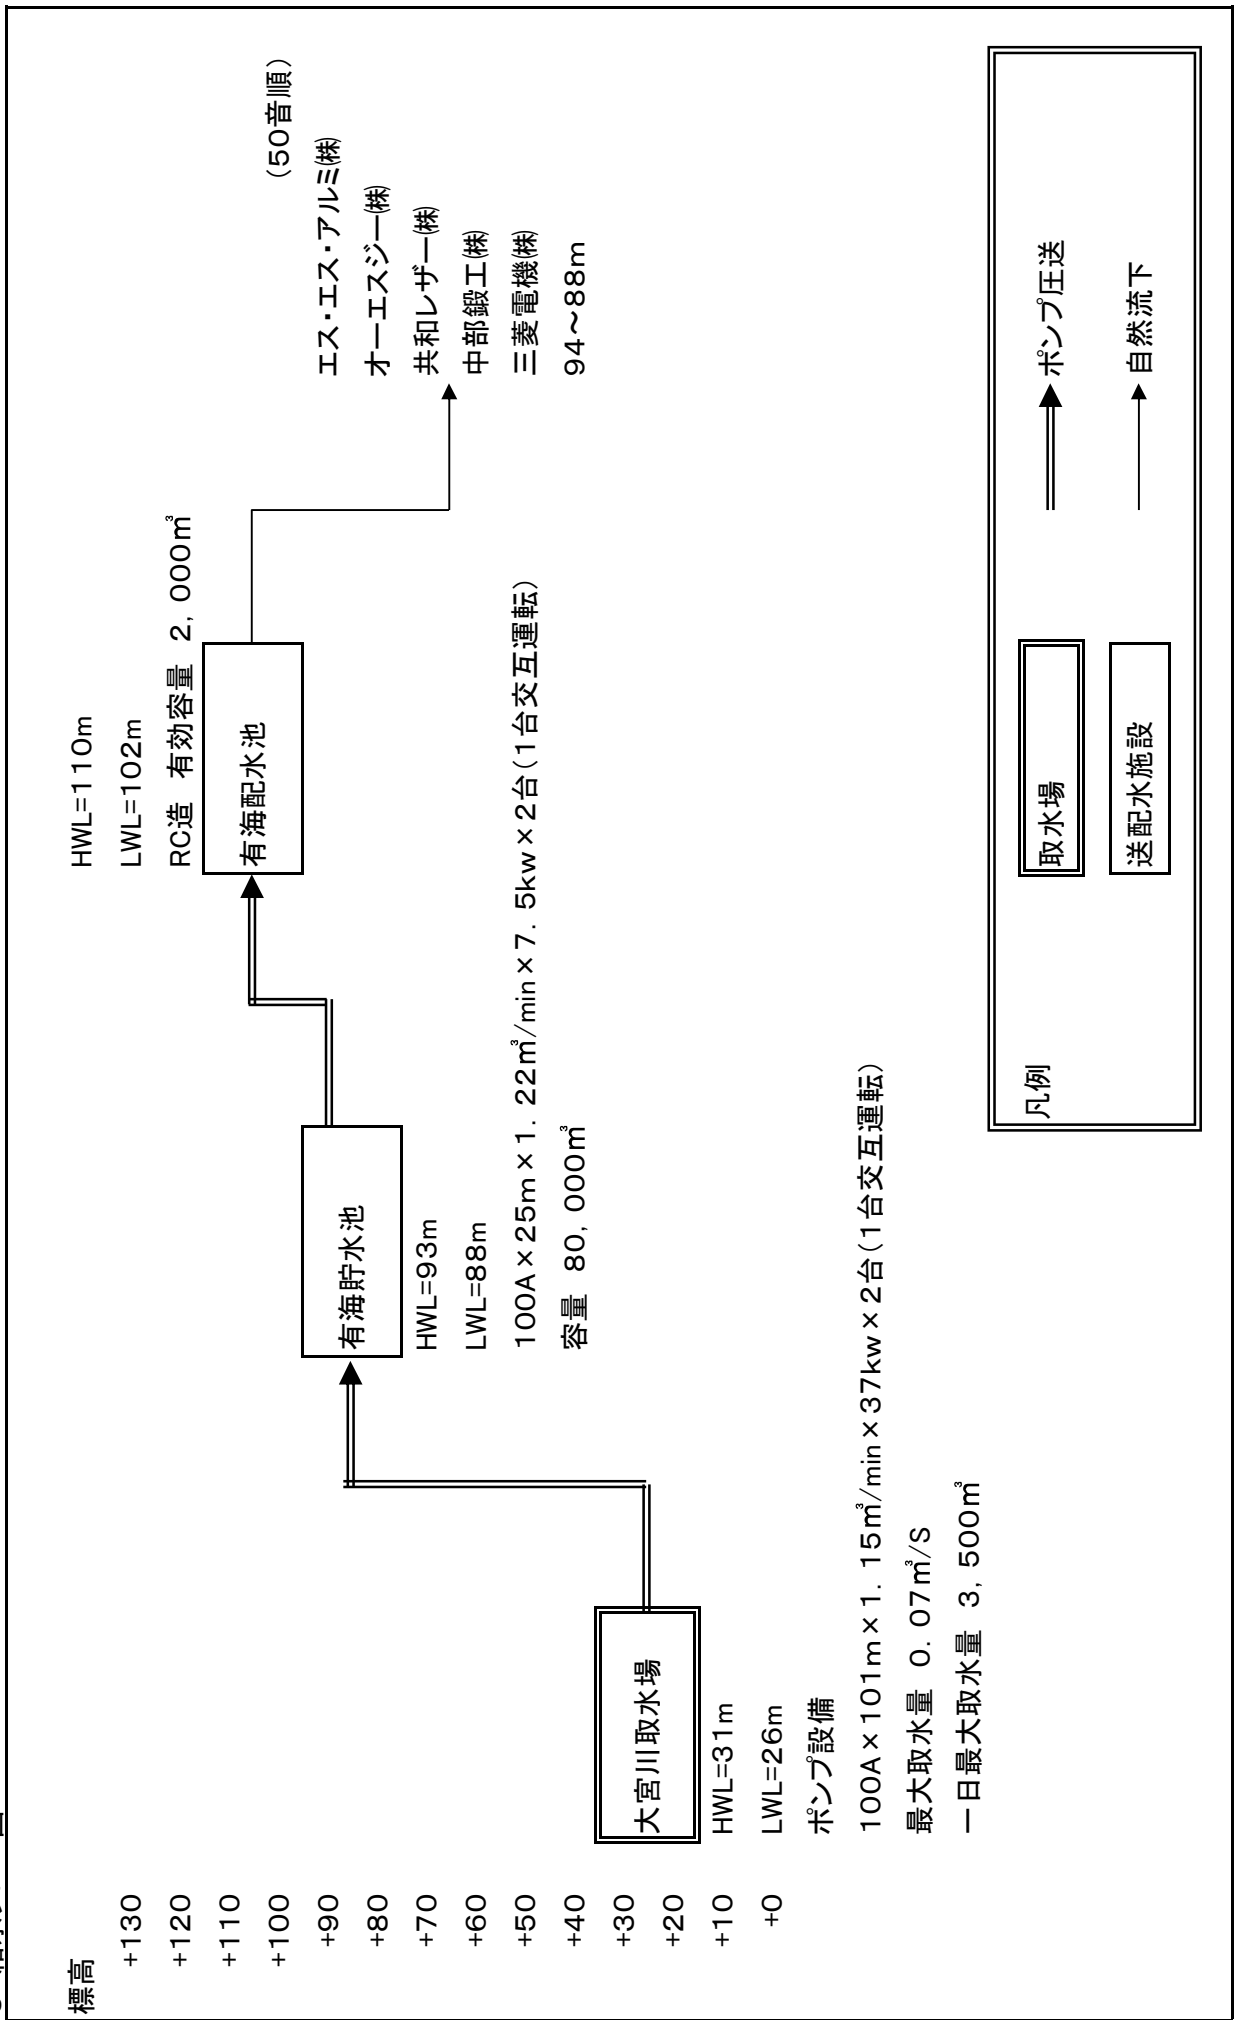 標高
+130
+120
+110
+100
+90
+80
+70
+60
+50
+40
+30
+20
+10
+0
大宮川取水場
HWL=31m
LWL=26m
ポンプ設備
100A×101m×1.15㎥/min×37kw×2台(1台交互運転)
最大取水量 0.07㎥/S
一日最大取水量 3,500㎥
有海貯水池
HWL=93m
LWL=88m
100A×25m×1.22㎥/min×7.5kw×2台(1台交互運転)
容量 80,000㎥
HWL=110m
LWL=102m
RC造 有効容量 2,000㎥
有海配水池
(50音順)
エス・エス・アルミ㈱
オーエスジー㈱
共和レザー㈱
中部鍛工㈱
三菱電機㈱
94～88m
凡例
取水場
ポンプ圧送
送配水施設
自然流下